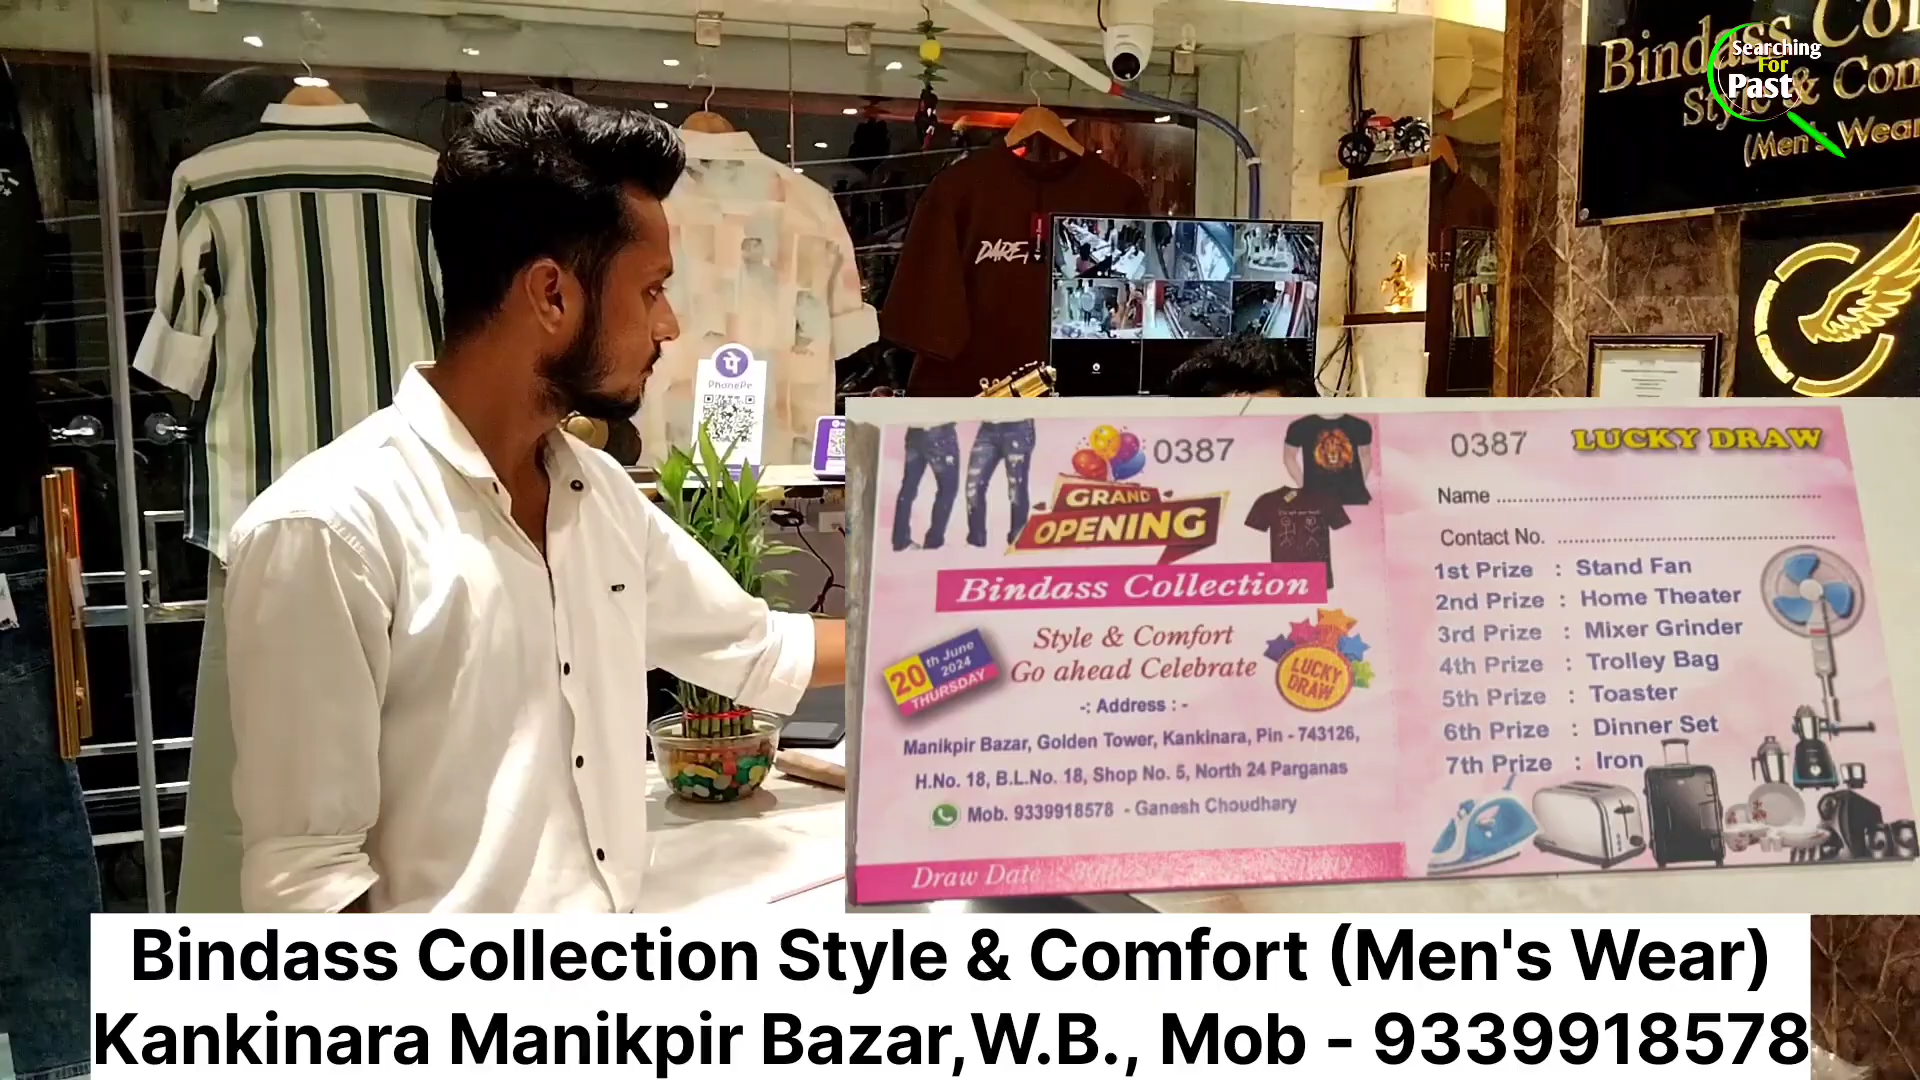 Bindass Col
Style & Com
(Men's Wear
Searching
For
Past
DARE,
पे
PhonePe
0387
GRAND
OPENING
Bindass Collection
Style & Comfort
Go ahead Celebrate
20th June
2024
THURSDAY
LUCKY
DRAW
-: Address : -
Manikpir Bazar, Golden Tower, Kankinara, Pin - 743126,
H.No. 18, B.L.No. 18, Shop No. 5, North 24 Parganas
Mob. 9339918578 - Ganesh Choudhary
Draw Date :
0387 LUCKY DRAW
Name ..........................................................
Contact No. ..................................................
1st Prize : Stand Fan
2nd Prize : Home Theater
3rd Prize : Mixer Grinder
4th Prize : Trolley Bag
5th Prize : Toaster
6th Prize : Dinner Set
7th Prize : Iron
Bindass Collection Style & Comfort (Men's Wear)
Kankinara Manikpir Bazar,W.B., Mob - 9339918578